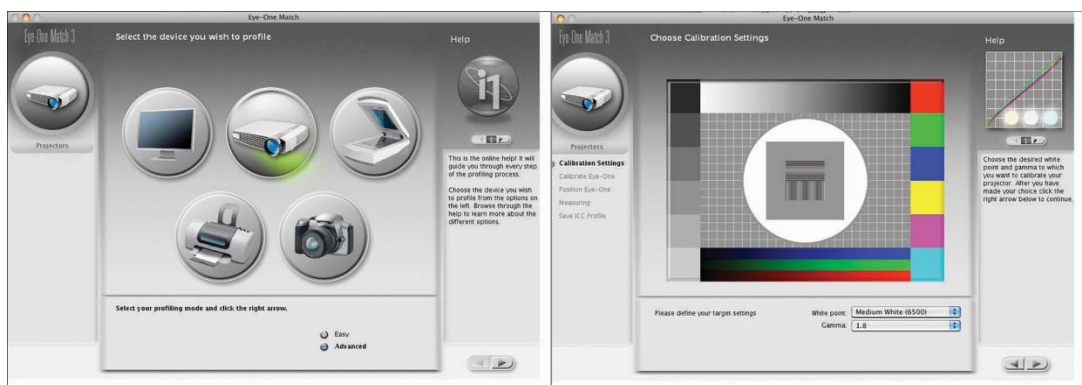 Eye-One Match
Eye-One Match 3
Select the device you wish to profile
Help
Projectors
This is the online help! It will
guide you through every step
of the profiling process.
Choose the device you wish
to profile from the options on
the left. Browse through the
help to learn more about the
different options.
Select your profiling mode and click the right arrow.
Easy
Advanced
Eye-One Match
Eye-One Match 3
Choose Calibration Settings
Help
Projectors
Calibration Settings
Calibrate Eye-One
Position Eye-One
Measuring
Save ICC Profile
Choose the desired white
point and gamma to which
you want to calibrate your
projector. After you have
made your choice click the
right arrow below to continue.
Please define your target settings
White point: Medium White (6500)
Gamma: 1.8